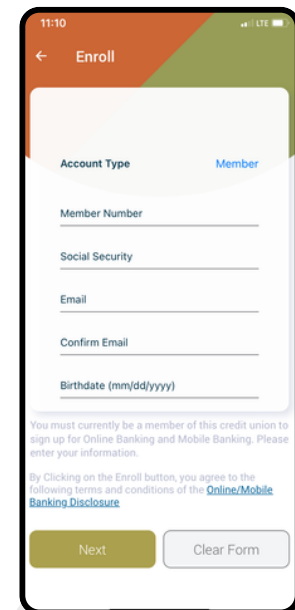 11:10 LTE
← Enroll
Account Type Member
Member Number
Social Security
Email
Confirm Email
Birthdate (mm/dd/yyyy)
You must currently be a member of this credit union to
sign up for Online Banking and Mobile Banking. Please
enter your information.
By Clicking on the Enroll button, you agree to the
following terms and conditions of the Online/Mobile
Banking Disclosure
Next Clear Form